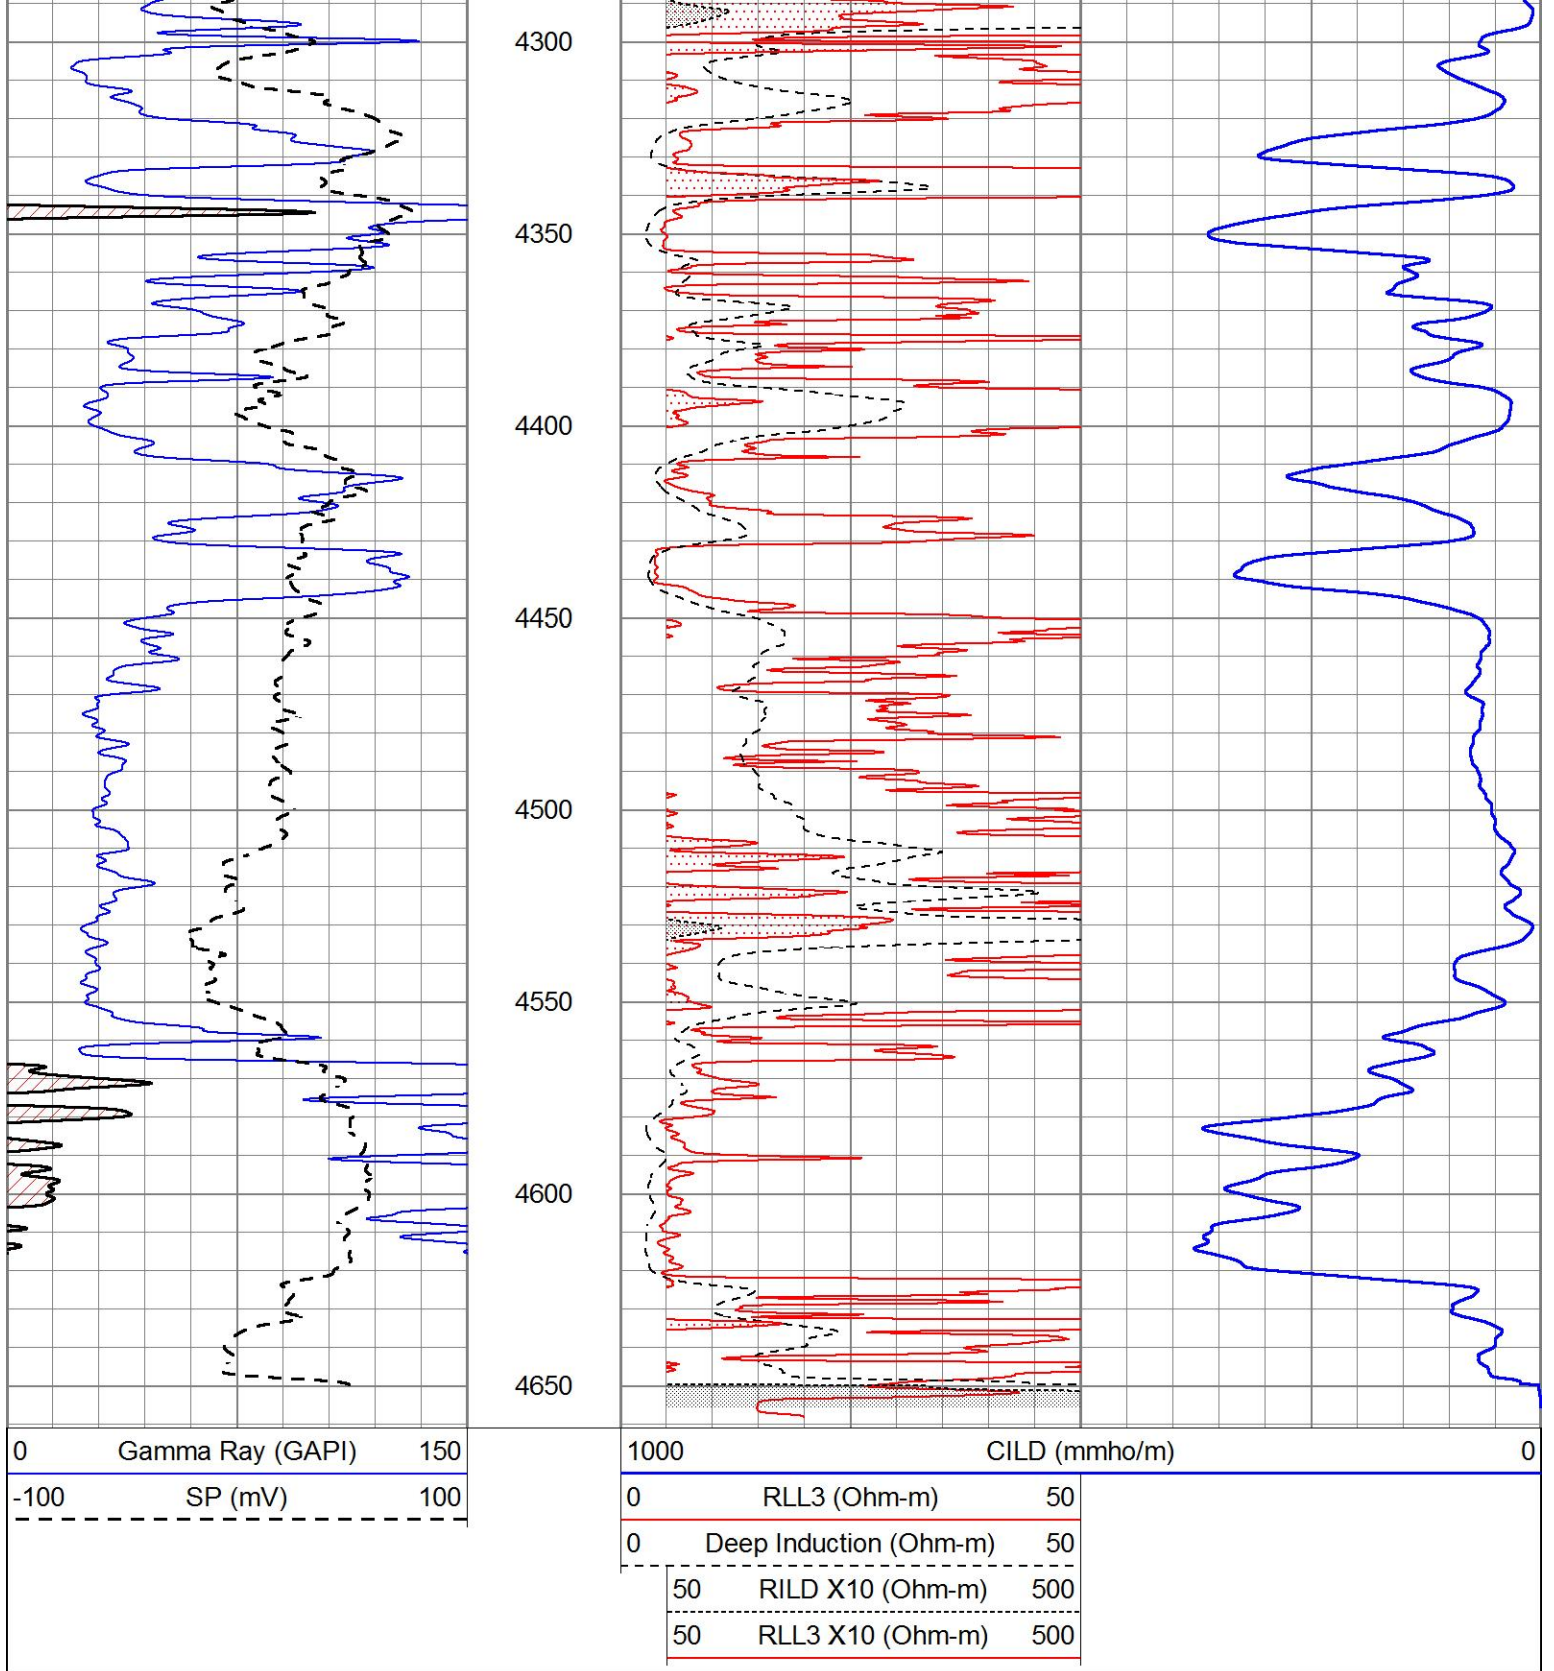 4300
4350
4400
4450
4500
4550
4600
4650
0 Gamma Ray (GAPI) 150
1000 CILD (mmho/m) 0
-100 SP (mV) 100
0 RLL3 (Ohm-m) 50
0 Deep Induction (Ohm-m) 50
50 RILD X10 (Ohm-m) 500
50 RLL3 X10 (Ohm-m) 500